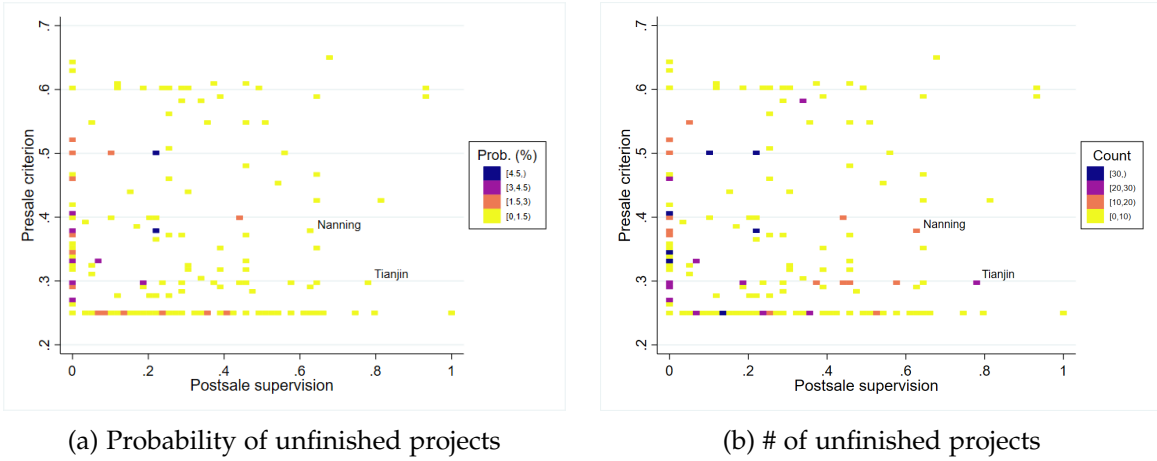 Presale criterion
.7
.6
.5
.4
.3
.2
0
.2
.4
.6
.8
1
Postsale supervision
Nanning
Tianjin
Prob. (%)
[4.5,)
[3,4.5)
[1.5,3)
[0,1.5)
(a) Probability of unfinished projects
Presale criterion
.7
.6
.5
.4
.3
.2
0
.2
.4
.6
.8
1
Postsale supervision
Nanning
Tianjin
Count
[30,)
[20,30)
[10,20)
[0,10)
(b) # of unfinished projects